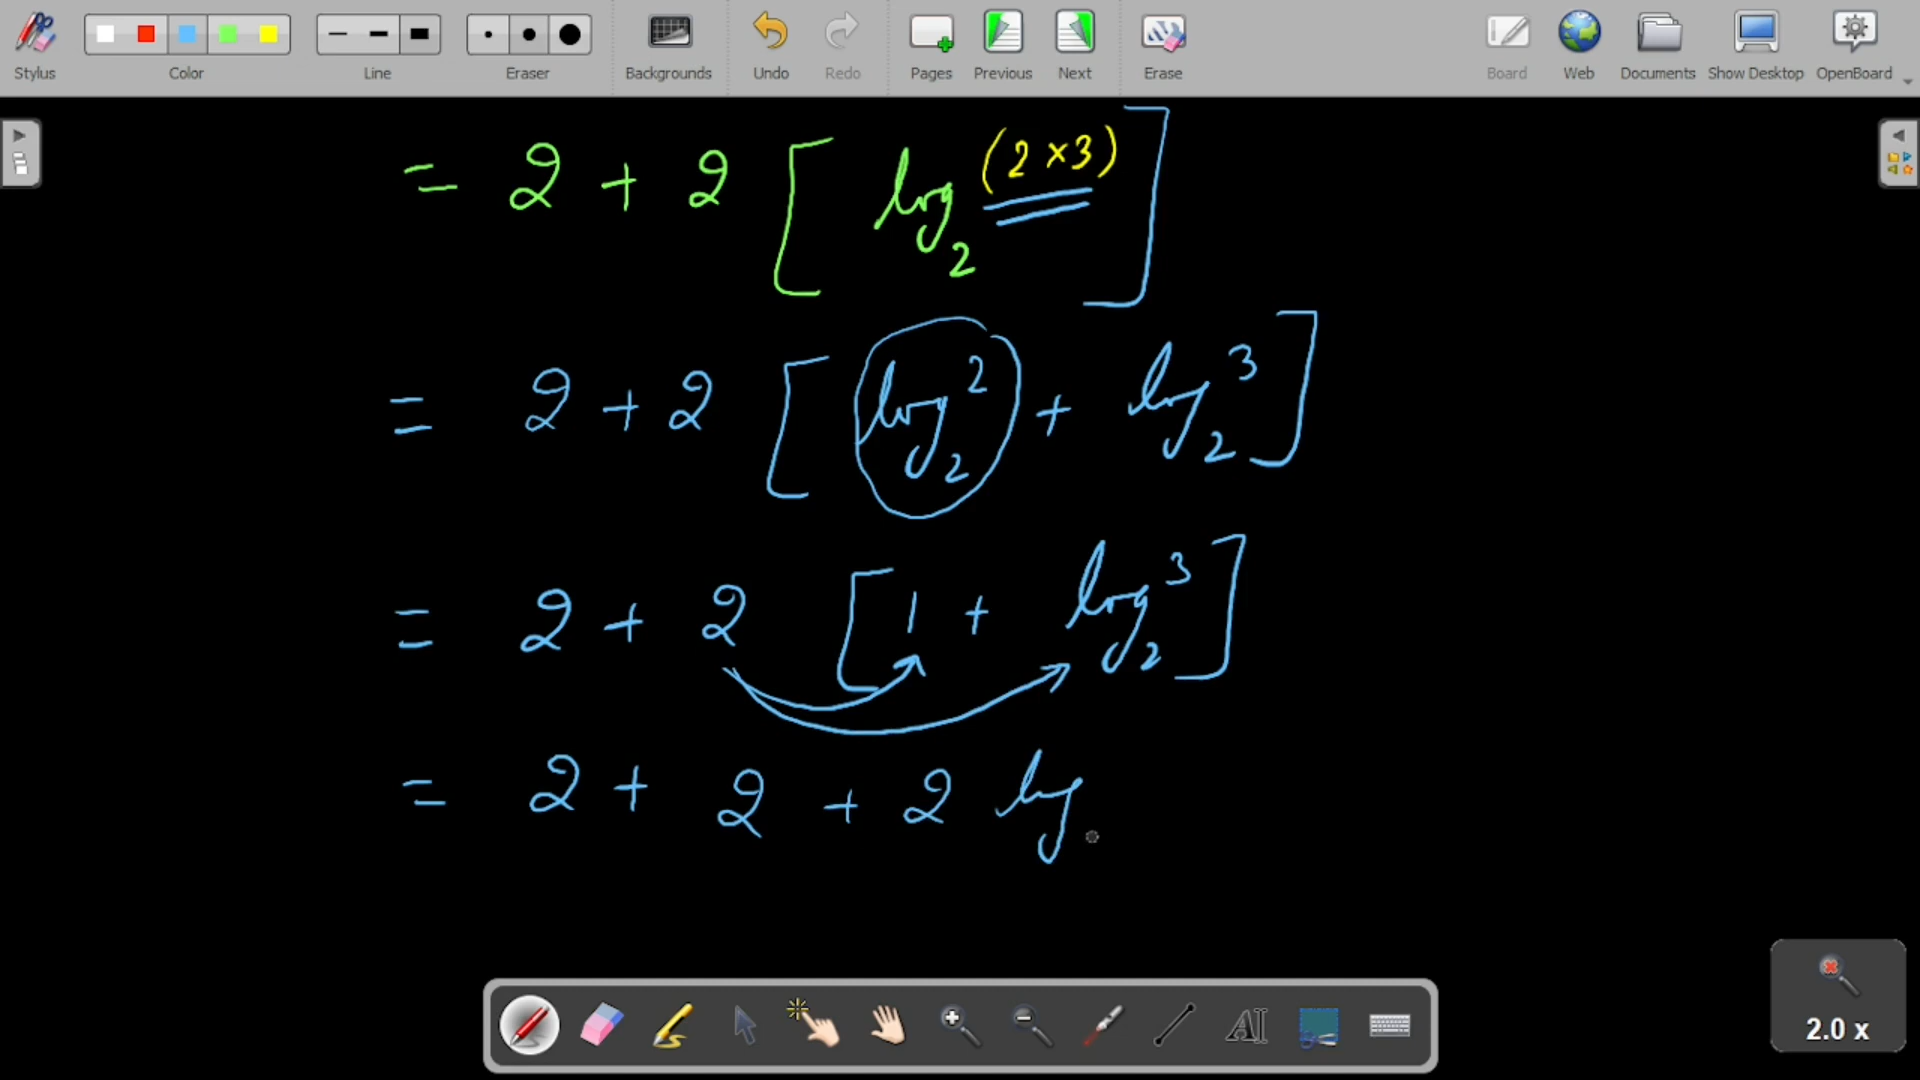 Stylus Color Line Eraser Backgrounds Undo Redo Pages Previous Next Erase Board Web Documents Show Desktop OpenBoard
= 2 + 2 [ log₂ (2 × 3) ]
= 2 + 2 [ log₂ 2 + log₂ 3 ]
= 2 + 2 [ 1 + log₂ 3 ]
= 2 + 2 + 2 log
AI
2.0 x